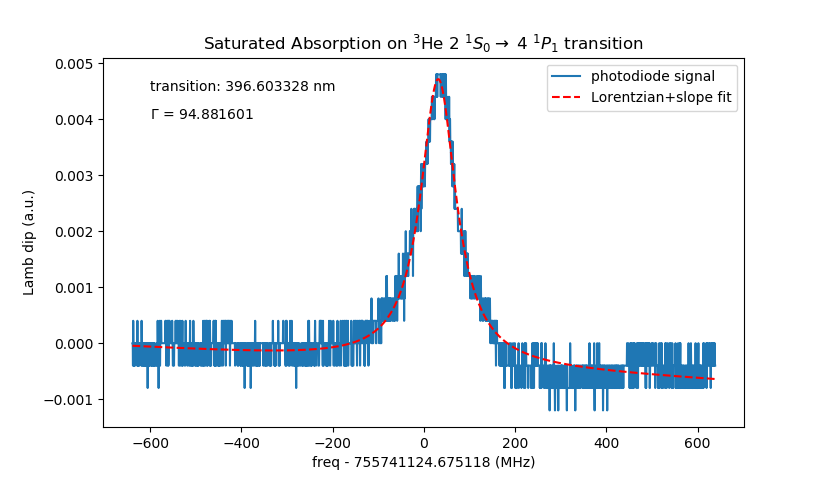 Saturated Absorption on ³He 2 ¹S₀ → 4 ¹P₁ transition
transition: 396.603328 nm
Γ = 94.881601
photodiode signal
Lorentzian+slope fit
0.005
0.004
0.003
0.002
0.001
0.000
−0.001
Lamb dip (a.u.)
−600 −400 −200 0 200 400 600
freq - 755741124.675118 (MHz)